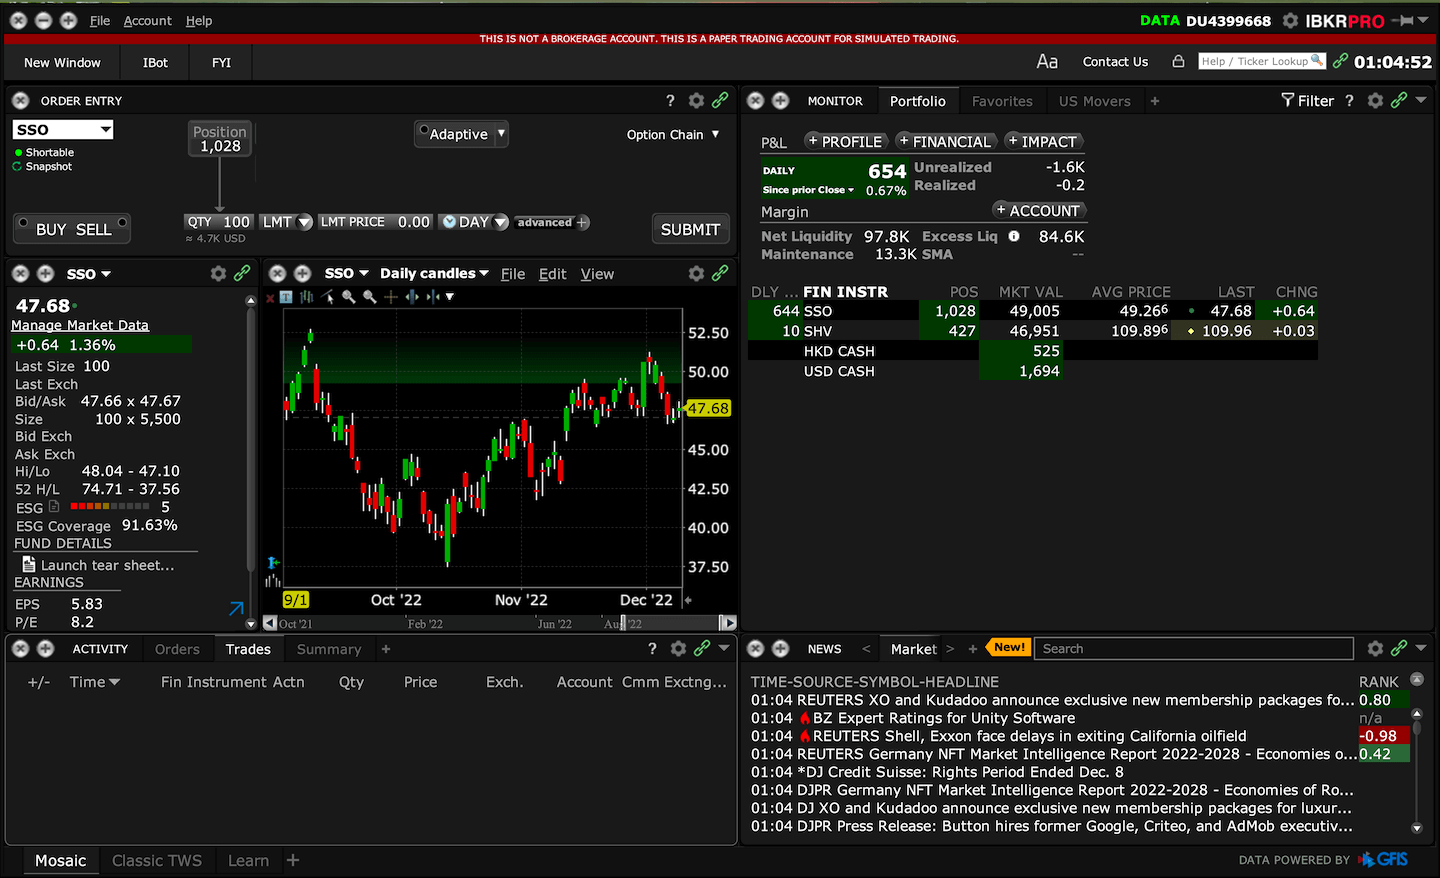 File Account Help
DATA DU4399668 IBKRPRO
THIS IS NOT A BROKERAGE ACCOUNT. THIS IS A PAPER TRADING ACCOUNT FOR SIMULATED TRADING.
New Window IBot FYI
Aa Contact Us Help / Ticker Lookup 01:04:52
ORDER ENTRY ?
SSO
Position
1,028
Adaptive
Option Chain
Shortable
Snapshot
BUY SELL
QTY 100 LMT LMT PRICE 0.00 DAY advanced +
≈ 4.7K USD
SUBMIT
SSO
47.68
Manage Market Data
+0.64 1.36%
Last Size 100
Last Exch
Bid/Ask 47.66 x 47.67
Size 100 x 5,500
Bid Exch
Ask Exch
Hi/Lo 48.04 - 47.10
52 H/L 74.71 - 37.56
ESG 5
ESG Coverage 91.63%
FUND DETAILS
Launch tear sheet...
EARNINGS
EPS 5.83
P/E 8.2
SSO Daily candles File Edit View
T
52.50
50.00
47.68
45.00
42.50
40.00
37.50
9/1 Oct '22 Nov '22 Dec '22
Oct '21 Feb '22 Jun '22 '22
MONITOR Portfolio Favorites US Movers +
Filter ?
P&L + PROFILE + FINANCIAL + IMPACT
DAILY 654 Unrealized -1.6K
Since prior Close 0.67% Realized -0.2
Margin + ACCOUNT
Net Liquidity 97.8K Excess Liq 84.6K
Maintenance 13.3K SMA --
DLY ... FIN INSTR POS MKT VAL AVG PRICE LAST CHNG
644 SSO 1,028 49,005 49.26⁶ 47.68 +0.64
10 SHV 427 46,951 109.89⁶ 109.96 +0.03
HKD CASH 525
USD CASH 1,694
ACTIVITY Orders Trades Summary + ?
+/- Time Fin Instrument Actn Qty Price Exch. Account Cmm Exctng...
NEWS < Market > + New! Search
TIME-SOURCE-SYMBOL-HEADLINE RANK
01:04 REUTERS XO and Kudadoo announce exclusive new membership packages fo... 0.80
01:04 BZ Expert Ratings for Unity Software n/a
01:04 REUTERS Shell, Exxon face delays in exiting California oilfield -0.98
01:04 REUTERS Germany NFT Market Intelligence Report 2022-2028 - Economies o... 0.42
01:04 *DJ Credit Suisse: Rights Period Ended Dec. 8
01:04 DJPR Germany NFT Market Intelligence Report 2022-2028 - Economies of Ro...
01:04 DJ XO and Kudadoo announce exclusive new membership packages for luxur...
01:04 DJPR Press Release: Button hires former Google, Criteo, and AdMob executiv...
Mosaic Classic TWS Learn +
DATA POWERED BY GFIS